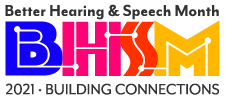 Better Hearing & Speech Month
BHSM
2021 · BUILDING CONNECTIONS